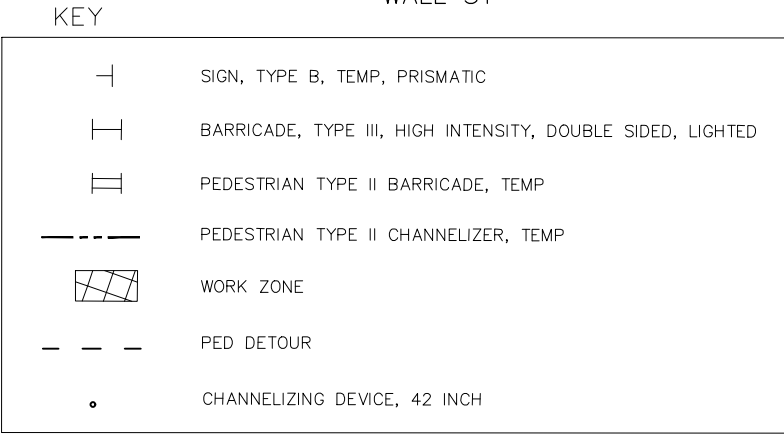 KEY
SIGN, TYPE B, TEMP, PRISMATIC
BARRICADE, TYPE III, HIGH INTENSITY, DOUBLE SIDED, LIGHTED
PEDESTRIAN TYPE II BARRICADE, TEMP
PEDESTRIAN TYPE II CHANNELIZER, TEMP
WORK ZONE
PED DETOUR
CHANNELIZING DEVICE, 42 INCH